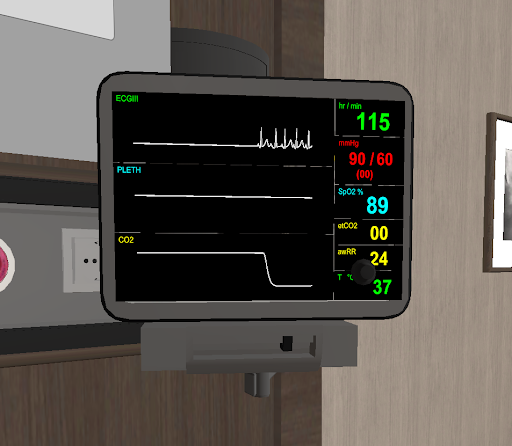 ECGIII
hr / min
115
mmHg
90 / 60
(00)
PLETH
SpO2 %
89
etCO2
00
CO2
awRR
24
T °
37